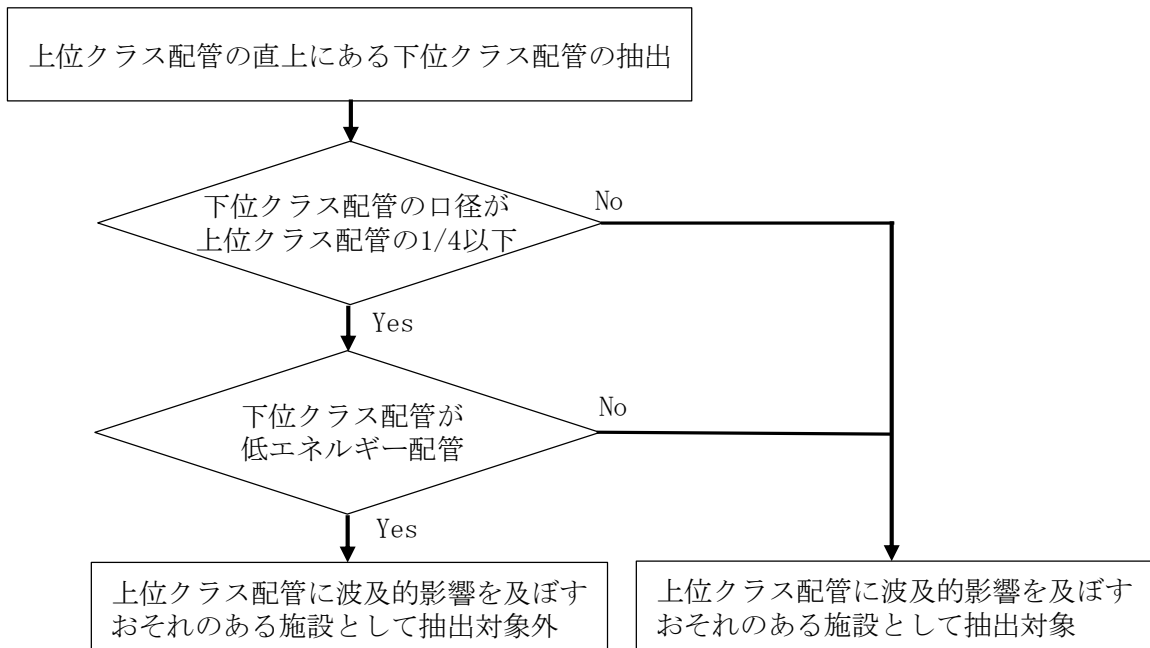 上位クラス配管の直上にある下位クラス配管の抽出
下位クラス配管の口径が
上位クラス配管の1/4以下
No
Yes
下位クラス配管が
低エネルギー配管
No
Yes
上位クラス配管に波及的影響を及ぼす
おそれのある施設として抽出対象外
上位クラス配管に波及的影響を及ぼす
おそれのある施設として抽出対象